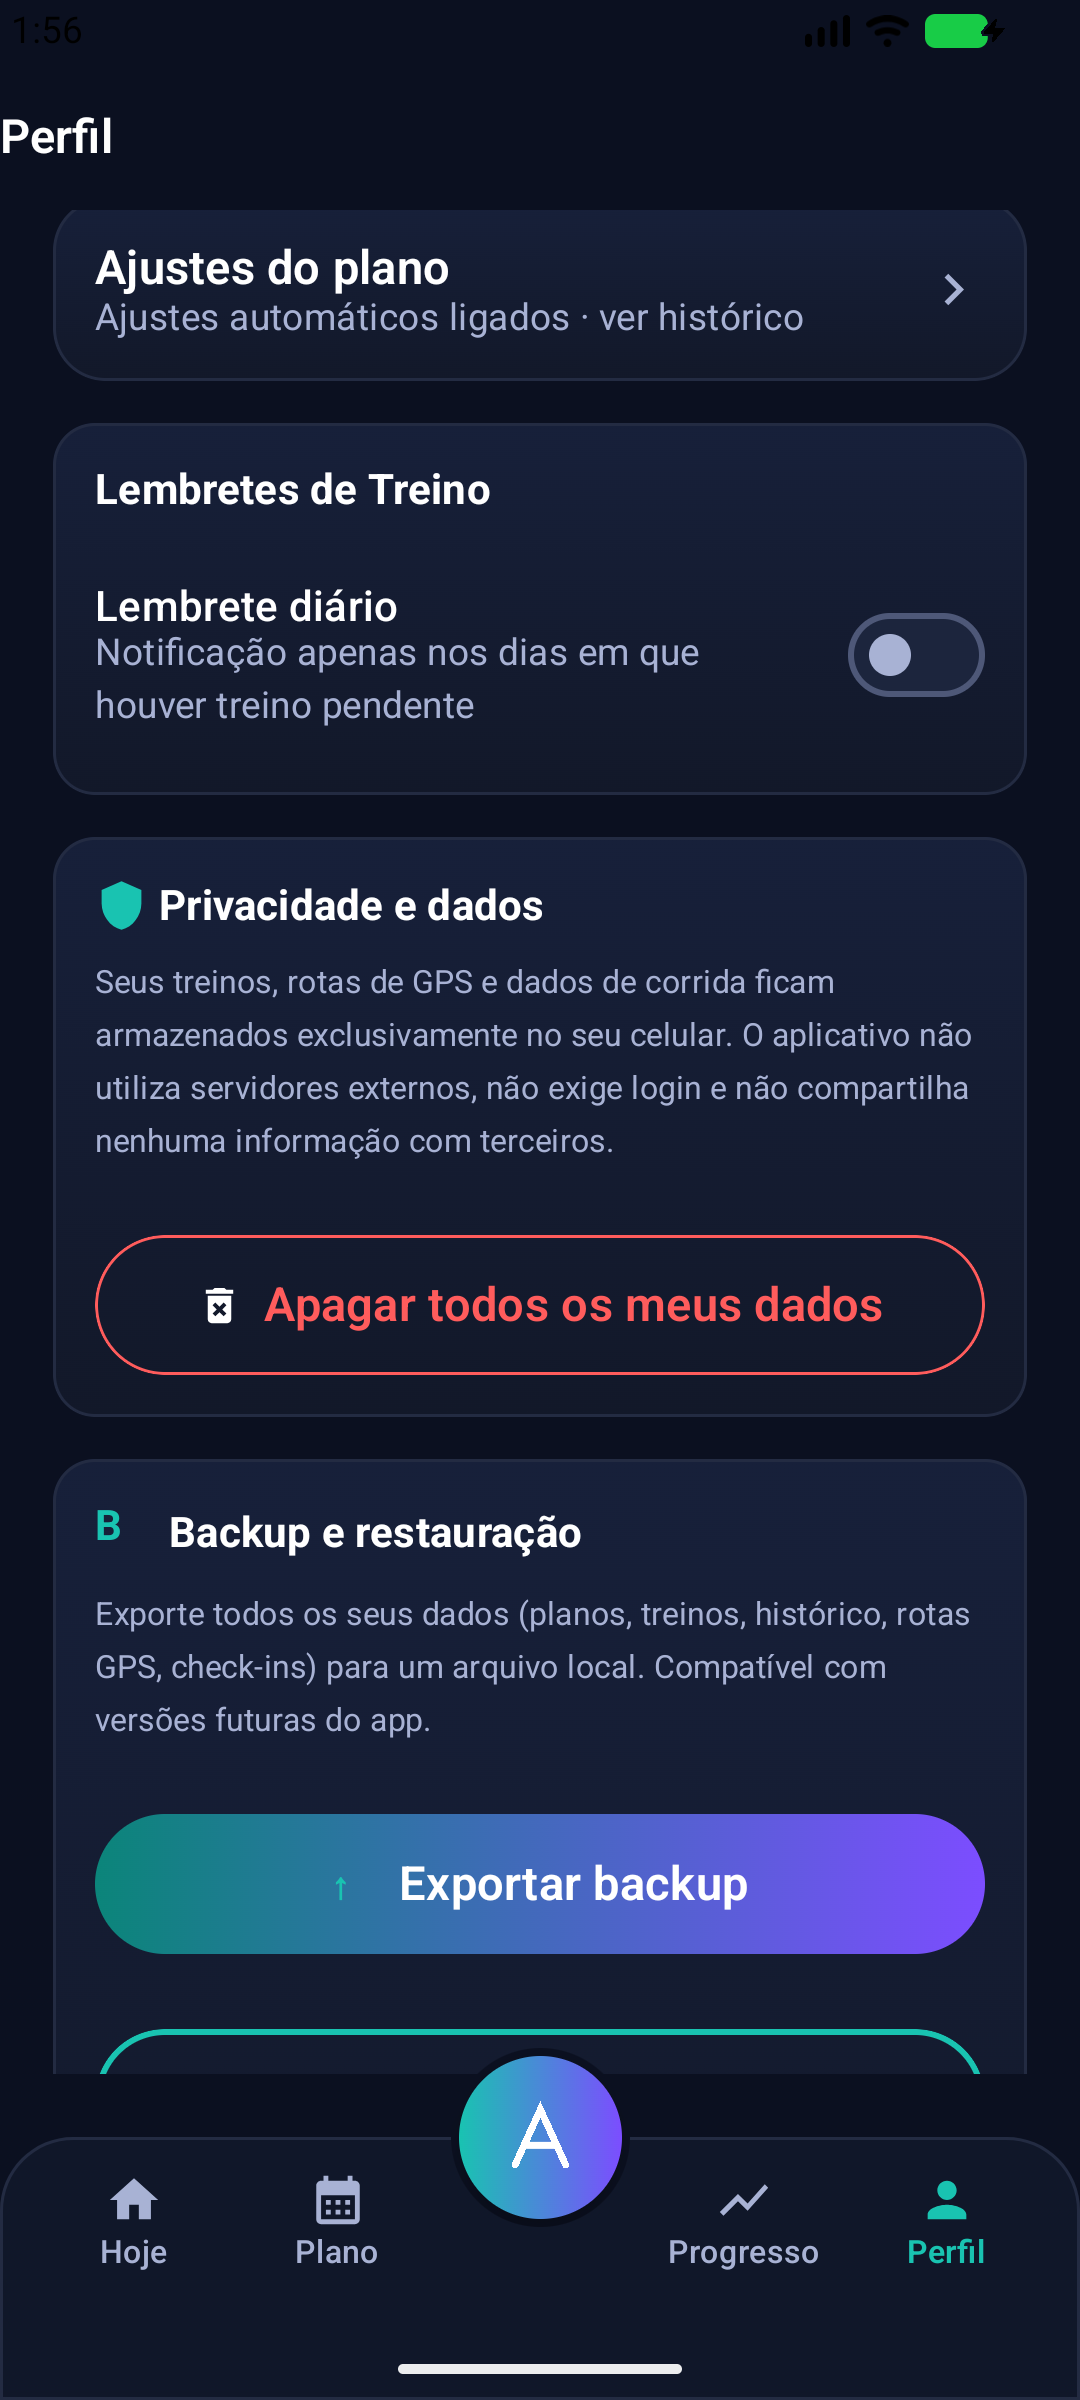 1:56
Perfil
Ajustes do plano
Ajustes automáticos ligados · ver histórico
Lembretes de Treino
Lembrete diário
Notificação apenas nos dias em que
houver treino pendente
Privacidade e dados
Seus treinos, rotas de GPS e dados de corrida ficam
armazenados exclusivamente no seu celular. O aplicativo não
utiliza servidores externos, não exige login e não compartilha
nenhuma informação com terceiros.
Apagar todos os meus dados
B Backup e restauração
Exporte todos os seus dados (planos, treinos, histórico, rotas
GPS, check-ins) para um arquivo local. Compatível com
versões futuras do app.
↑ Exportar backup
A
Hoje Plano Progresso Perfil